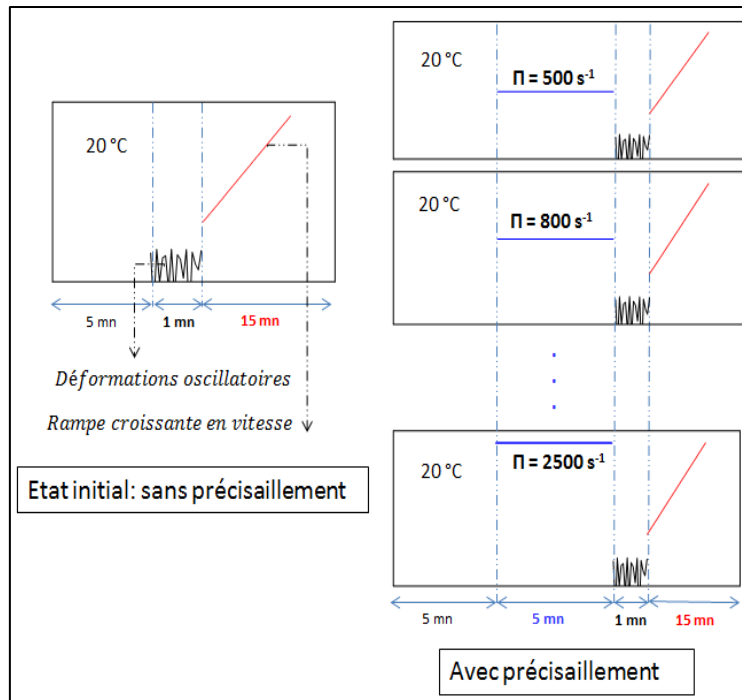 20 °C
5 mn
1 mn
15 mn
Déformations oscillatoires
Rampe croissante en vitesse
Etat initial: sans précisaillement
20 °C
Π = 500 s⁻¹
20 °C
Π = 800 s⁻¹
20 °C
Π = 2500 s⁻¹
5 mn
5 mn
1 mn
15 mn
Avec précisaillement